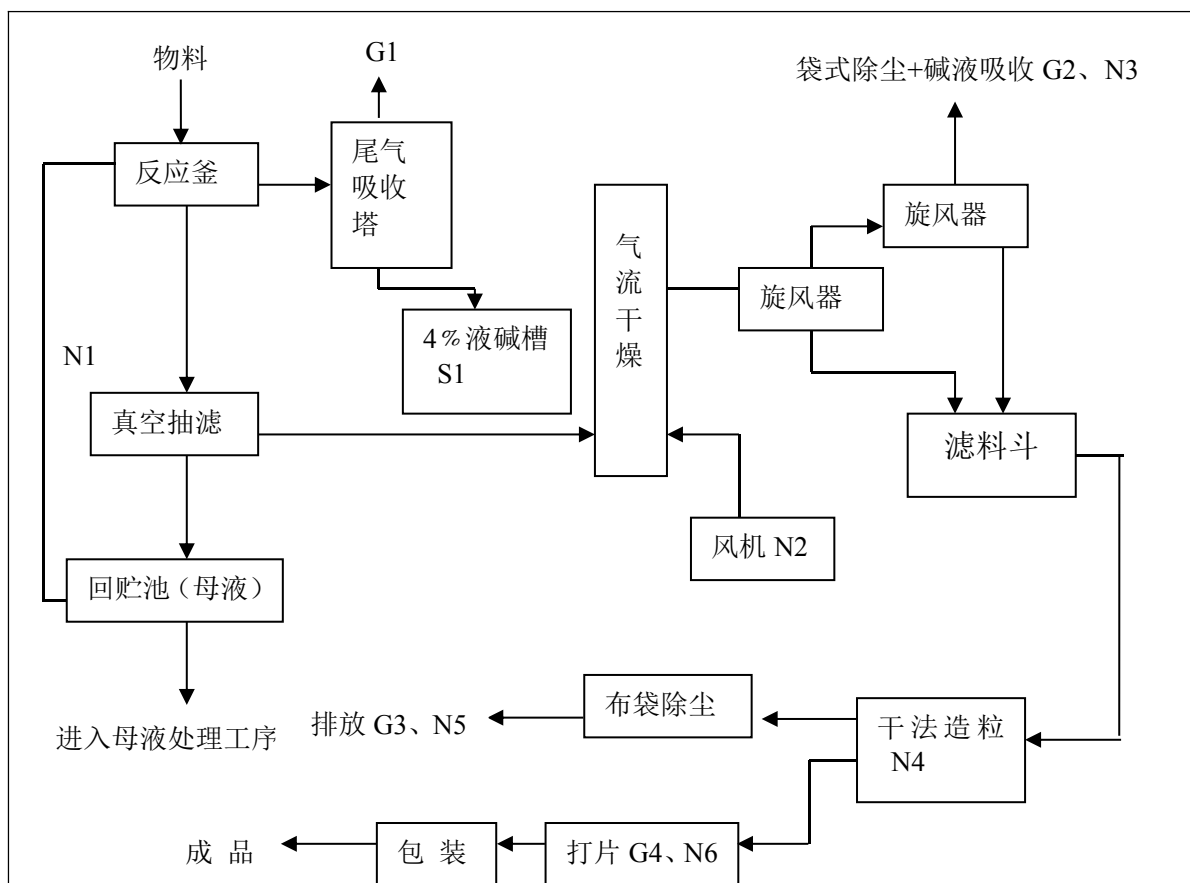 物料
G1
袋式除尘+碱液吸收 G2、N3
反应釜
尾气
吸收
塔
旋风器
气
流
干
燥
旋风器
4%液碱槽
S1
N1
真空抽滤
滤料斗
风机 N2
回贮池（母液）
布袋除尘
排放 G3、N5
干法造粒
N4
进入母液处理工序
成 品
包 装
打片 G4、N6